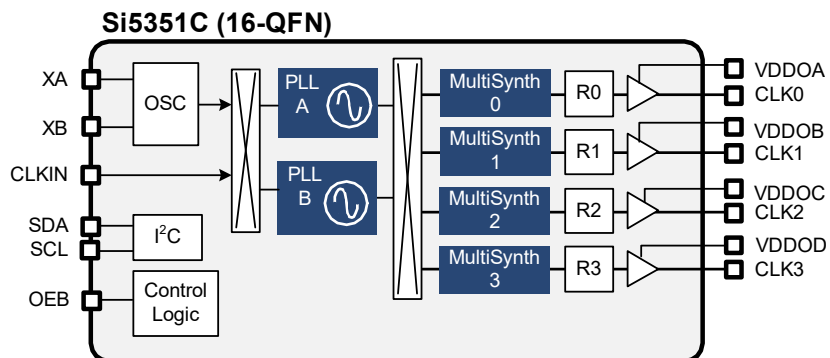 Si5351C (16-QFN)
XA
XB
CLKIN
SDA
SCL
OEB
OSC
I²C
Control
Logic
PLL
A
PLL
B
MultiSynth
0
MultiSynth
1
MultiSynth
2
MultiSynth
3
R0
R1
R2
R3
VDDOA
CLK0
VDDOB
CLK1
VDDOC
CLK2
VDDOD
CLK3